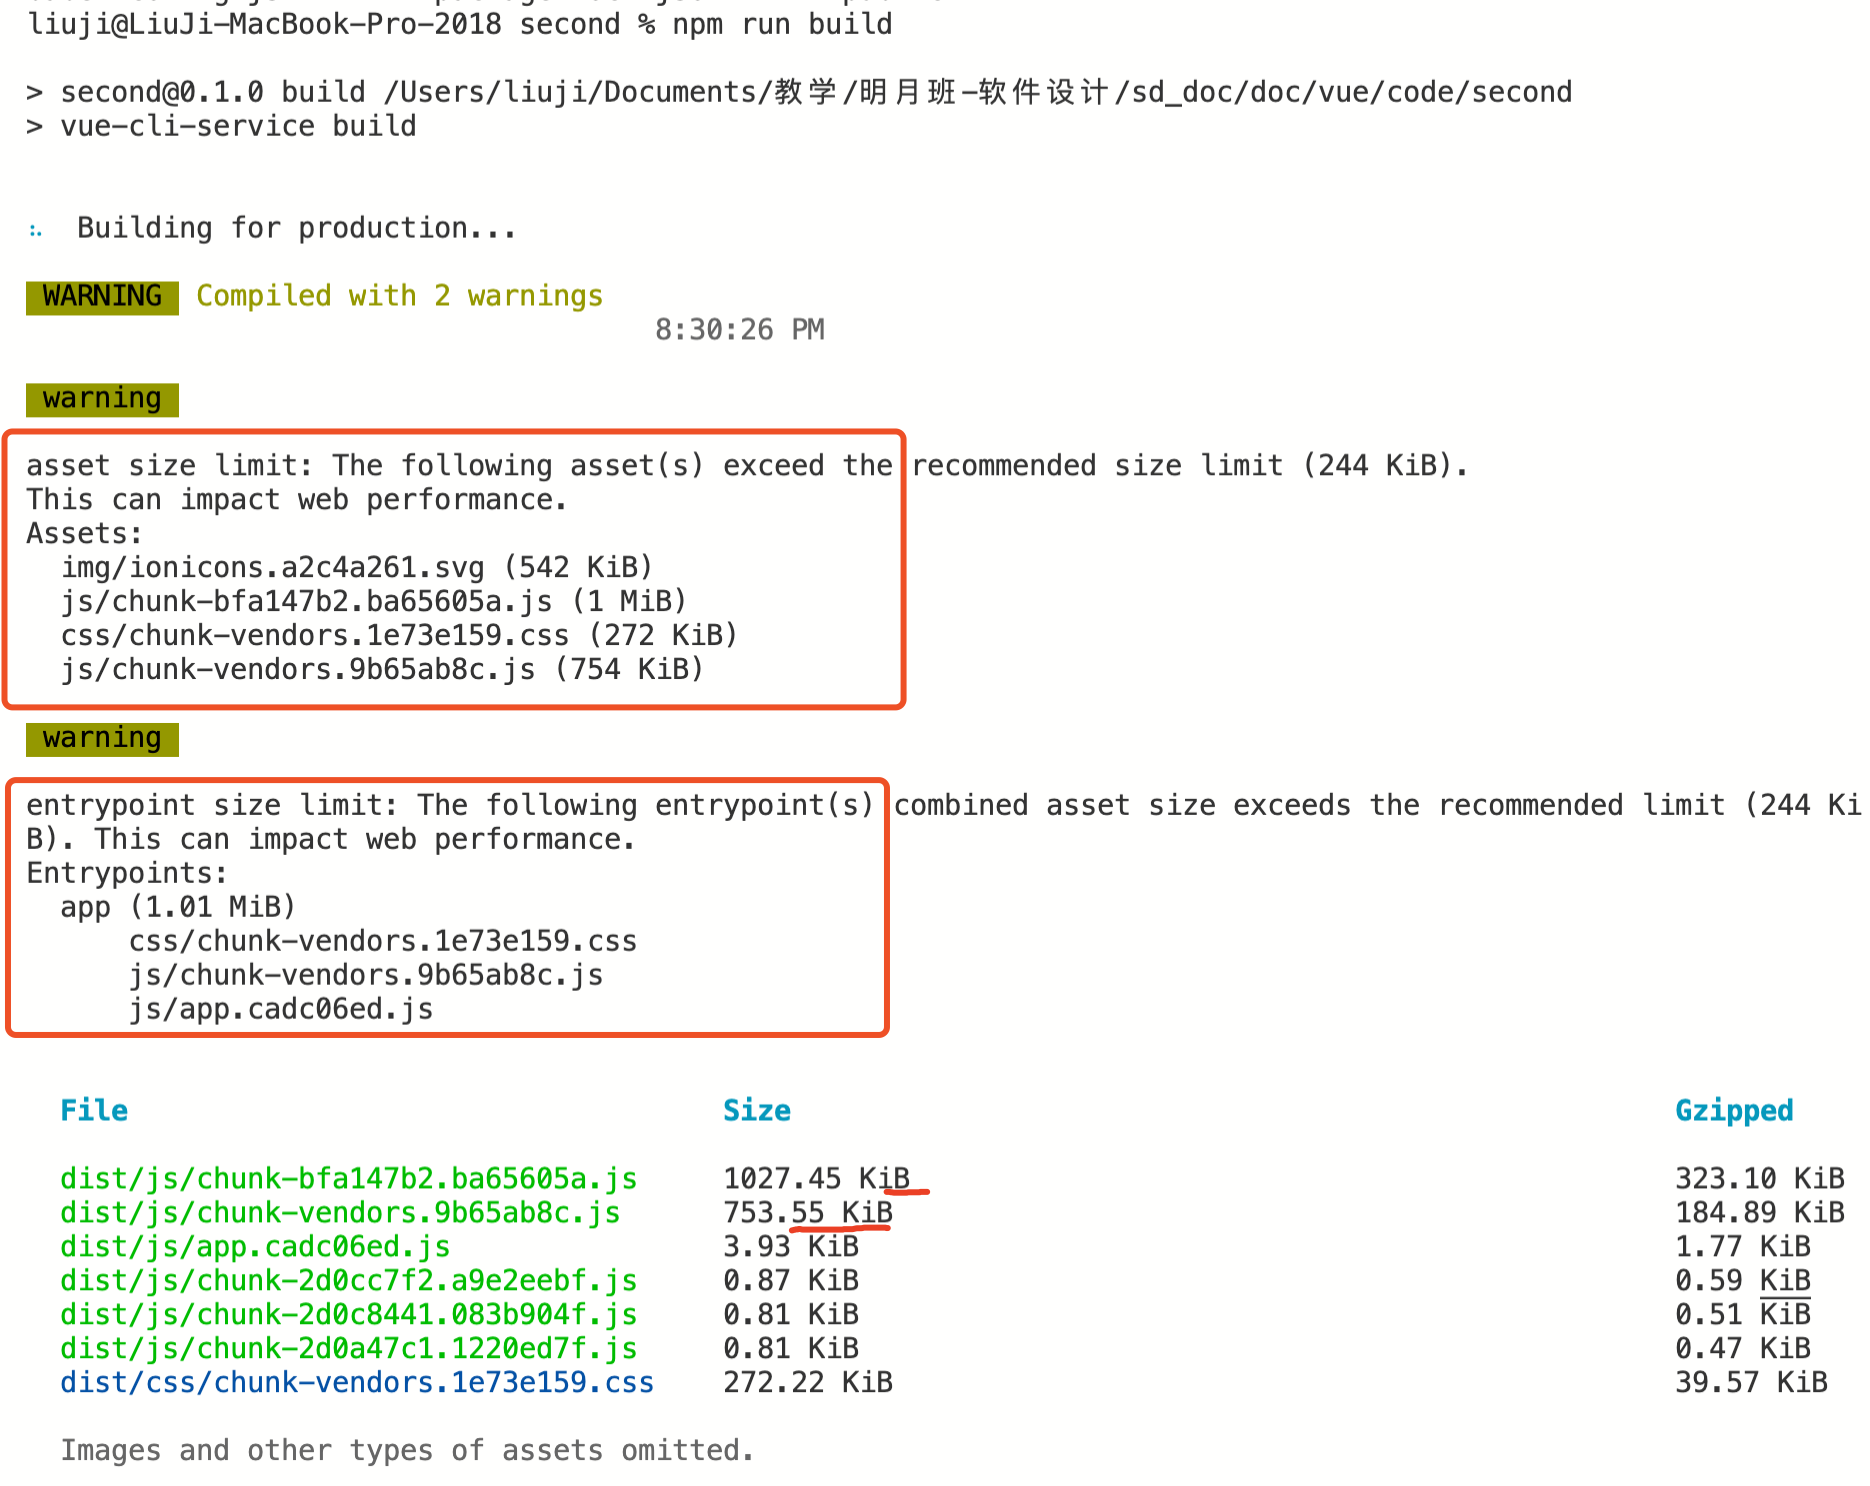 liuji@LiuJi-MacBook-Pro-2018 second % npm run build
> second@0.1.0 build /Users/liuji/Documents/教学/明月班-软件设计/sd_doc/doc/vue/code/second
> vue-cli-service build
Building for production...
WARNING Compiled with 2 warnings
8:30:26 PM
warning
asset size limit: The following asset(s) exceed the recommended size limit (244 KiB).
This can impact web performance.
Assets:
img/ionicons.a2c4a261.svg (542 KiB)
js/chunk-bfa147b2.ba65605a.js (1 MiB)
css/chunk-vendors.1e73e159.css (272 KiB)
js/chunk-vendors.9b65ab8c.js (754 KiB)
warning
entrypoint size limit: The following entrypoint(s) combined asset size exceeds the recommended limit (244 Ki
B). This can impact web performance.
Entrypoints:
app (1.01 MiB)
css/chunk-vendors.1e73e159.css
js/chunk-vendors.9b65ab8c.js
js/app.cadc06ed.js
File Size Gzipped
dist/js/chunk-bfa147b2.ba65605a.js 1027.45 KiB 323.10 KiB
dist/js/chunk-vendors.9b65ab8c.js 753.55 KiB 184.89 KiB
dist/js/app.cadc06ed.js 3.93 KiB 1.77 KiB
dist/js/chunk-2d0cc7f2.a9e2eebf.js 0.87 KiB 0.59 KiB
dist/js/chunk-2d0c8441.083b904f.js 0.81 KiB 0.51 KiB
dist/js/chunk-2d0a47c1.1220ed7f.js 0.81 KiB 0.47 KiB
dist/css/chunk-vendors.1e73e159.css 272.22 KiB 39.57 KiB
Images and other types of assets omitted.